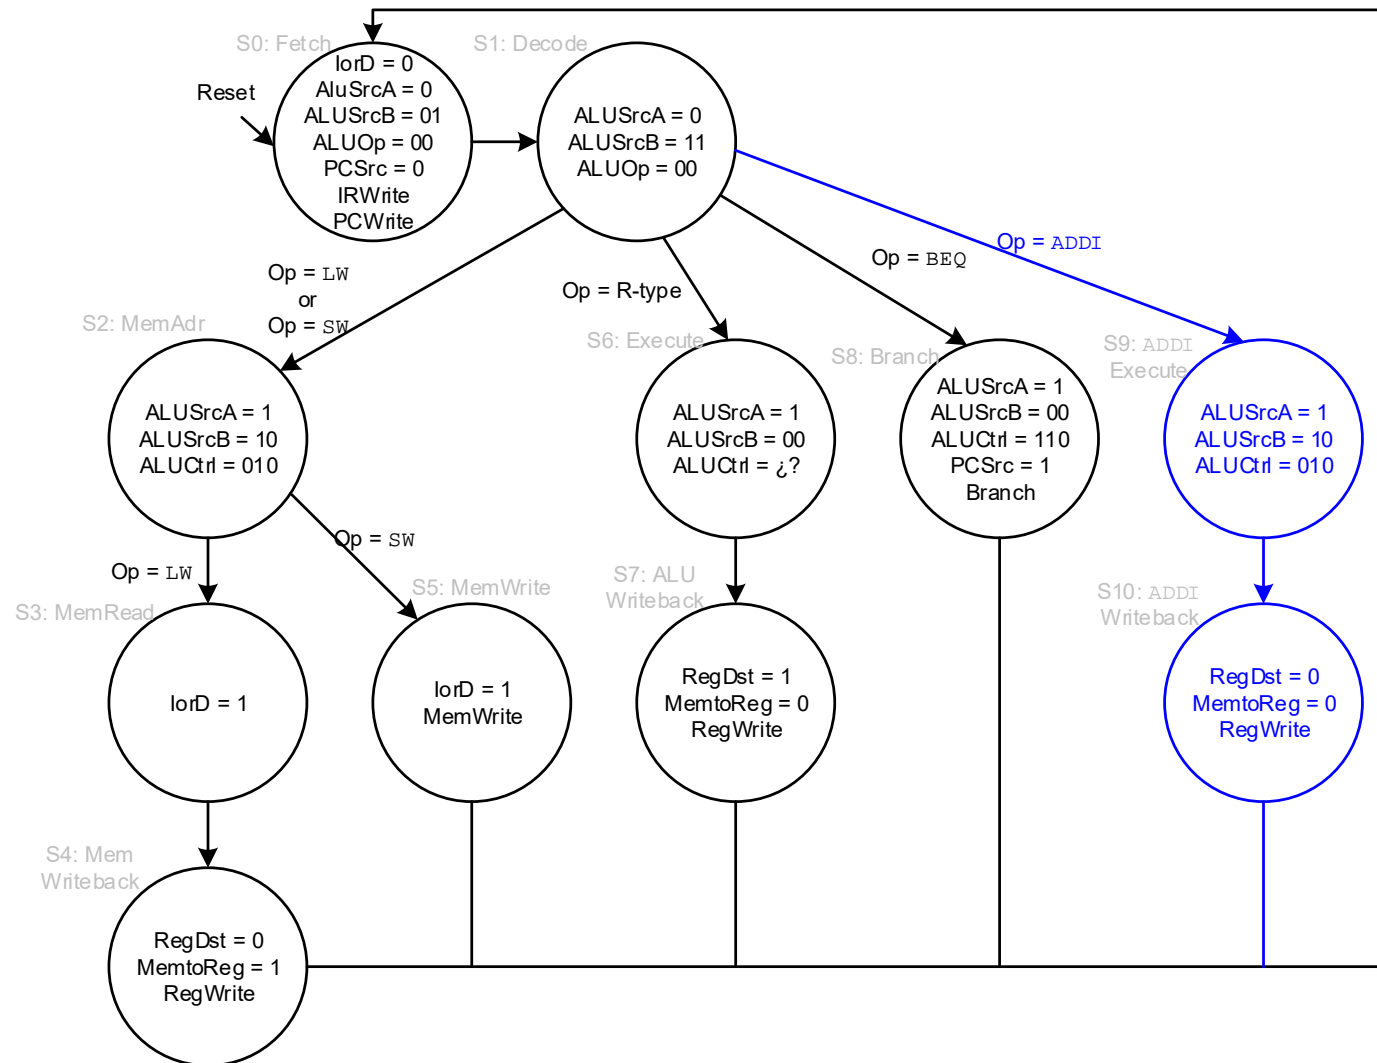 S0: Fetch
S1: Decode
Reset
IorD = 0
AluSrcA = 0
ALUSrcB = 01
ALUOp = 00
PCSrc = 0
IRWrite
PCWrite
ALUSrcA = 0
ALUSrcB = 11
ALUOp = 00
Op = LW
or
Op = SW
Op = R-type
Op = BEQ
Op = ADDI
S2: MemAdr
ALUSrcA = 1
ALUSrcB = 10
ALUCtrl = 010
S6: Execute
ALUSrcA = 1
ALUSrcB = 00
ALUCtrl = ¿?
S8: Branch
ALUSrcA = 1
ALUSrcB = 00
ALUCtrl = 110
PCSrc = 1
Branch
S9: ADDI
Execute
ALUSrcA = 1
ALUSrcB = 10
ALUCtrl = 010
Op = LW
Op = SW
S3: MemRead
IorD = 1
S5: MemWrite
IorD = 1
MemWrite
S7: ALU
Writeback
RegDst = 1
MemtoReg = 0
RegWrite
S10: ADDI
Writeback
RegDst = 0
MemtoReg = 0
RegWrite
S4: Mem
Writeback
RegDst = 0
MemtoReg = 1
RegWrite